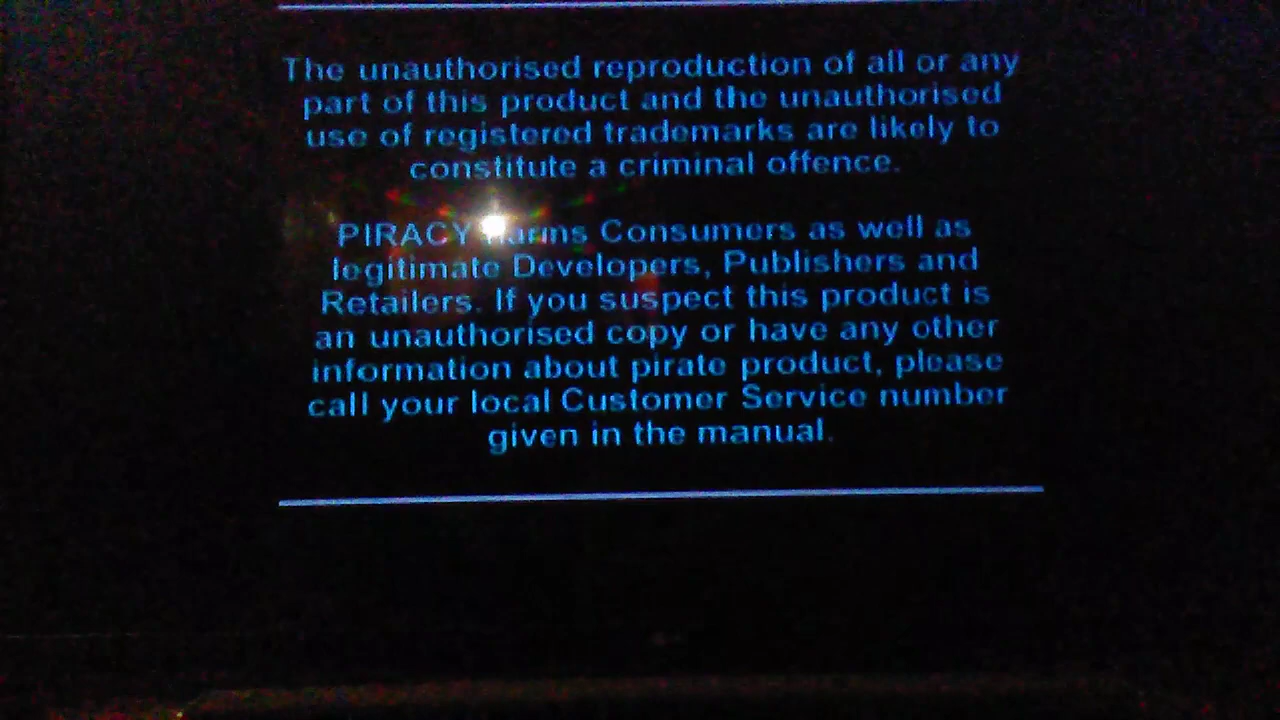 The unauthorised reproduction of all or any
part of this product and the unauthorised
use of registered trademarks are likely to
constitute a criminal offence.
PIRACY harms Consumers as well as
legitimate Developers, Publishers and
Retailers. If you suspect this product is
an unauthorised copy or have any other
information about pirate product, please
call your local Customer Service number
given in the manual.